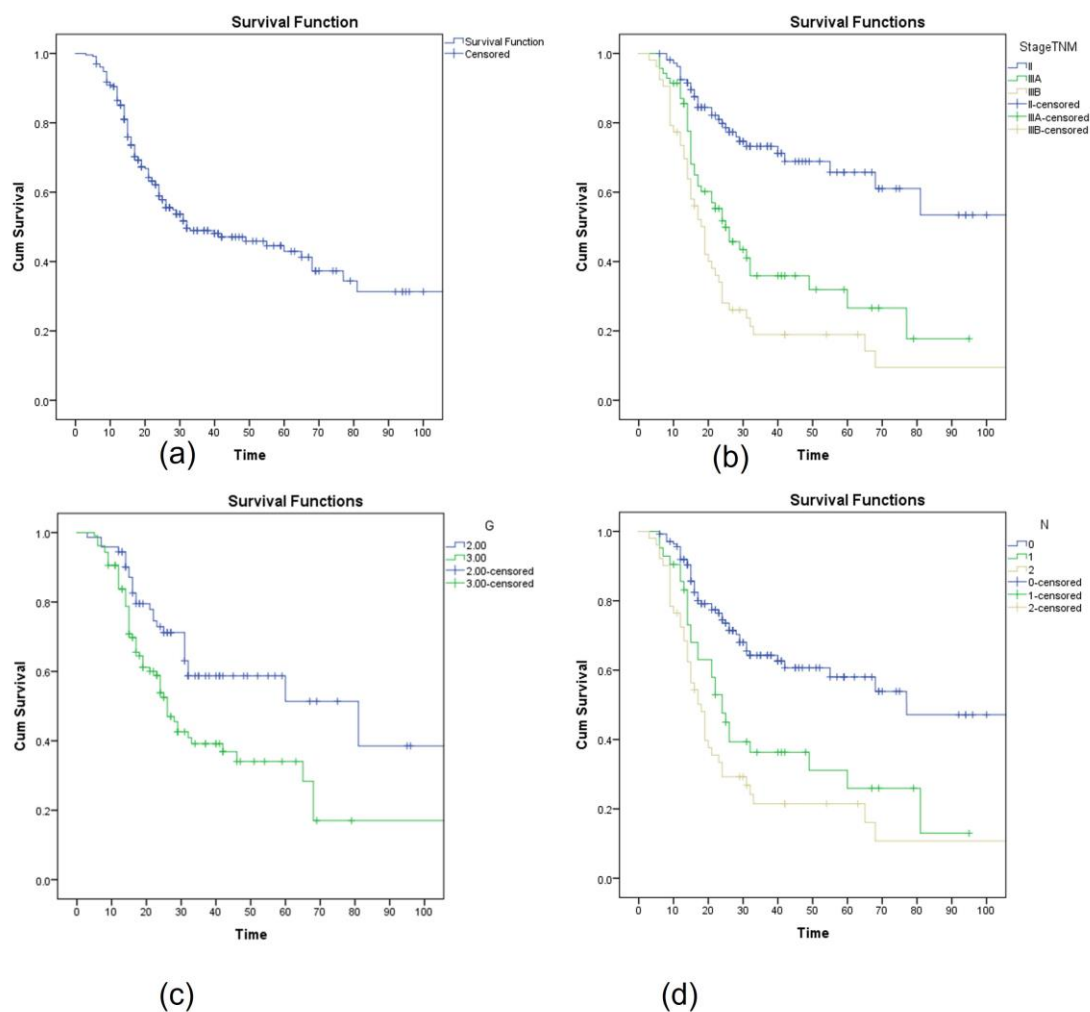 Survival Function
Survival Function
Censored
Cum Survival
1.0
0.8
0.6
0.4
0.2
0.0
0 10 20 30 40 50 60 70 80 90 100
Time
(a)
Survival Functions
StageTNM
II
IIIA
IIIB
II-censored
IIIA-censored
IIIB-censored
Cum Survival
1.0
0.8
0.6
0.4
0.2
0.0
0 10 20 30 40 50 60 70 80 90 100
Time
(b)
Survival Functions
G
2.00
3.00
2.00-censored
3.00-censored
Cum Survival
1.0
0.8
0.6
0.4
0.2
0.0
0 10 20 30 40 50 60 70 80 90 100
Time
(c)
Survival Functions
N
0
1
2
0-censored
1-censored
2-censored
Cum Survival
1.0
0.8
0.6
0.4
0.2
0.0
0 10 20 30 40 50 60 70 80 90 100
Time
(d)